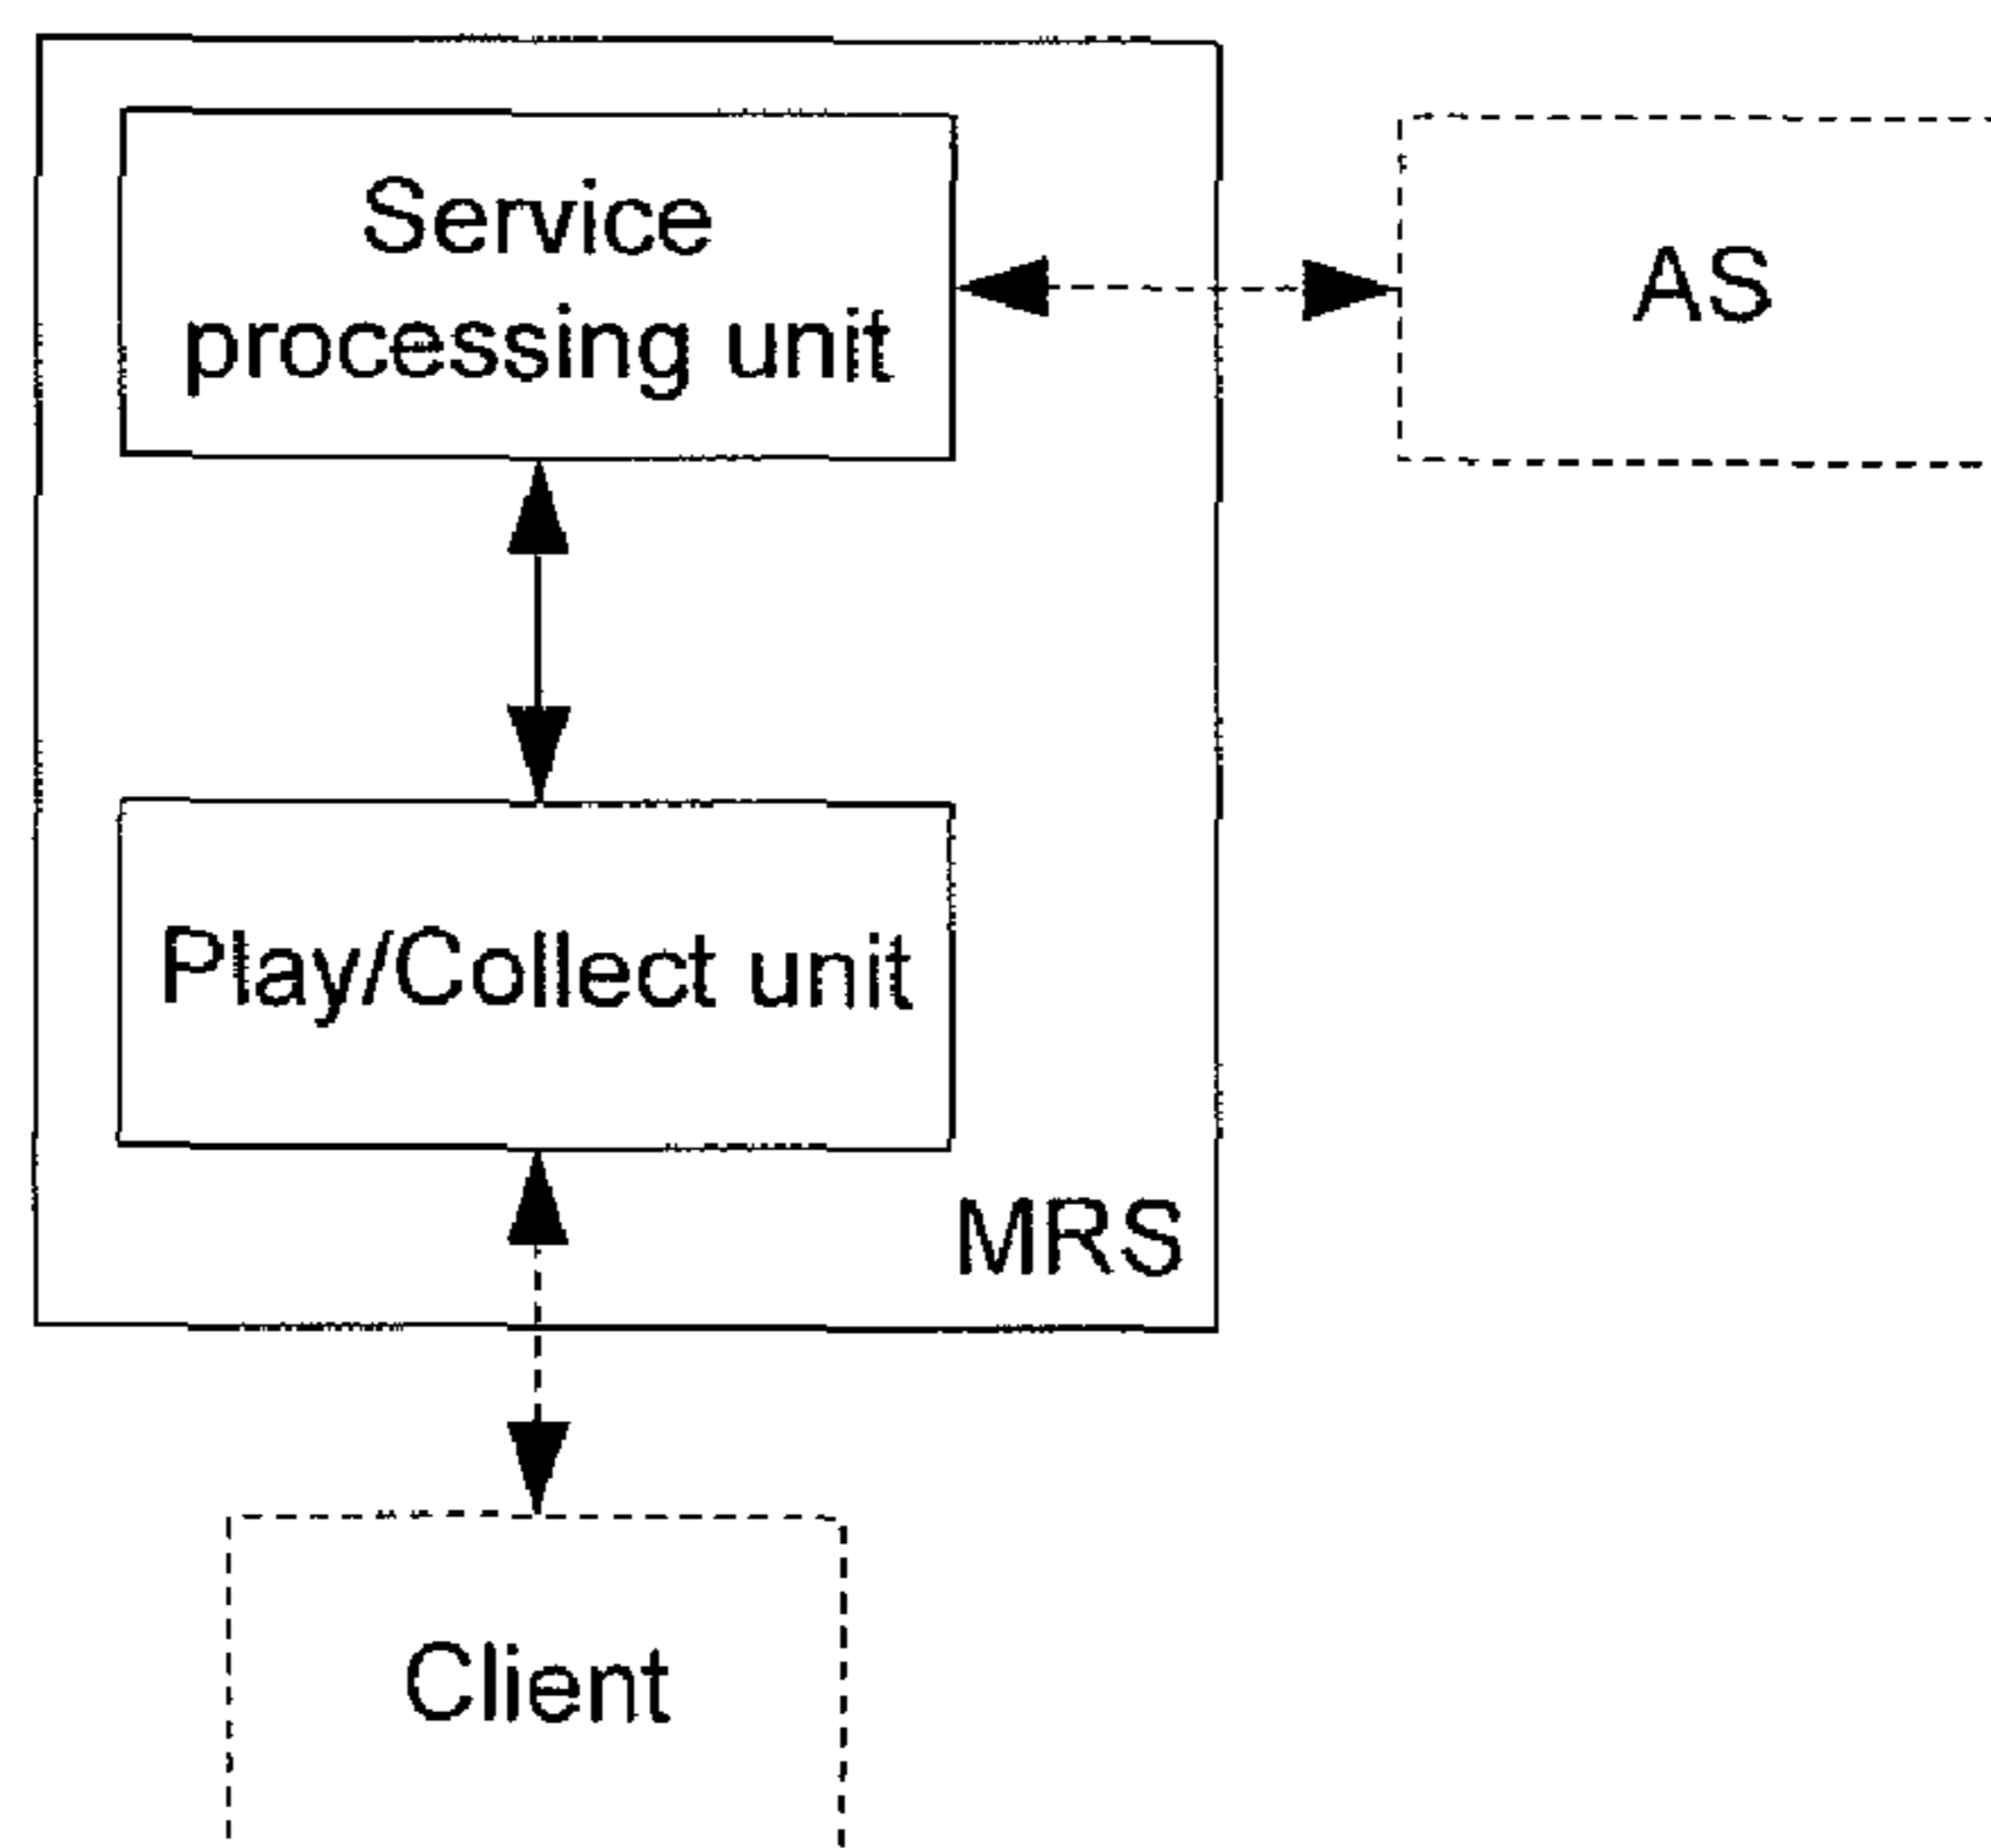 Service
processing unit
AS
Play/Collect unit
MRS
Client